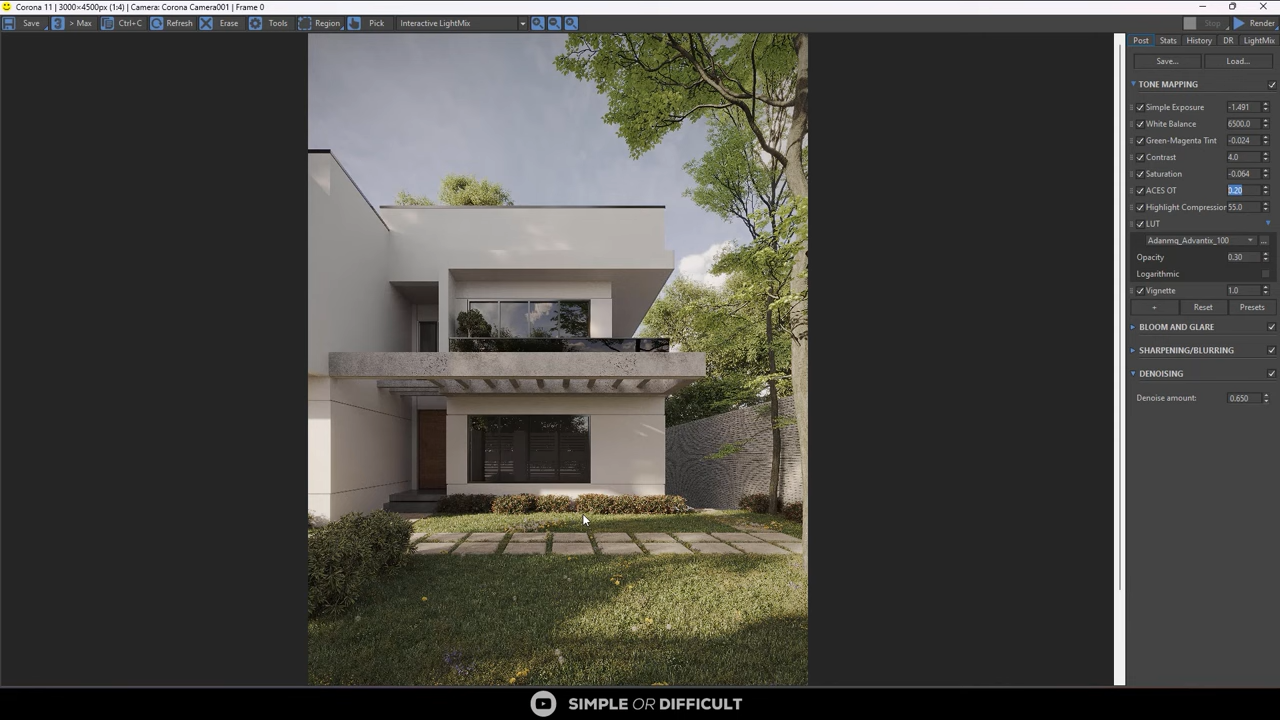 Corona 11 | 3000×4500px (1:4) | Camera: Corona Camera001 | Frame 0
Save 3 > Max Ctrl+C Refresh Erase Tools Region Pick Interactive LightMix Stop Render
Post Stats History DR LightMix
Save... Load...
TONE MAPPING
Simple Exposure -1.491
White Balance 6500.0
Green-Magenta Tint -0.024
Contrast 4.0
Saturation -0.064
ACES OT 0.20
Highlight Compression 55.0
LUT
Adanmq_Advantix_100 ...
Opacity 0.30
Logarithmic
Vignette 1.0
+ Reset Presets
BLOOM AND GLARE
SHARPENING/BLURRING
DENOISING
Denoise amount: 0.650
SIMPLE OR DIFFICULT